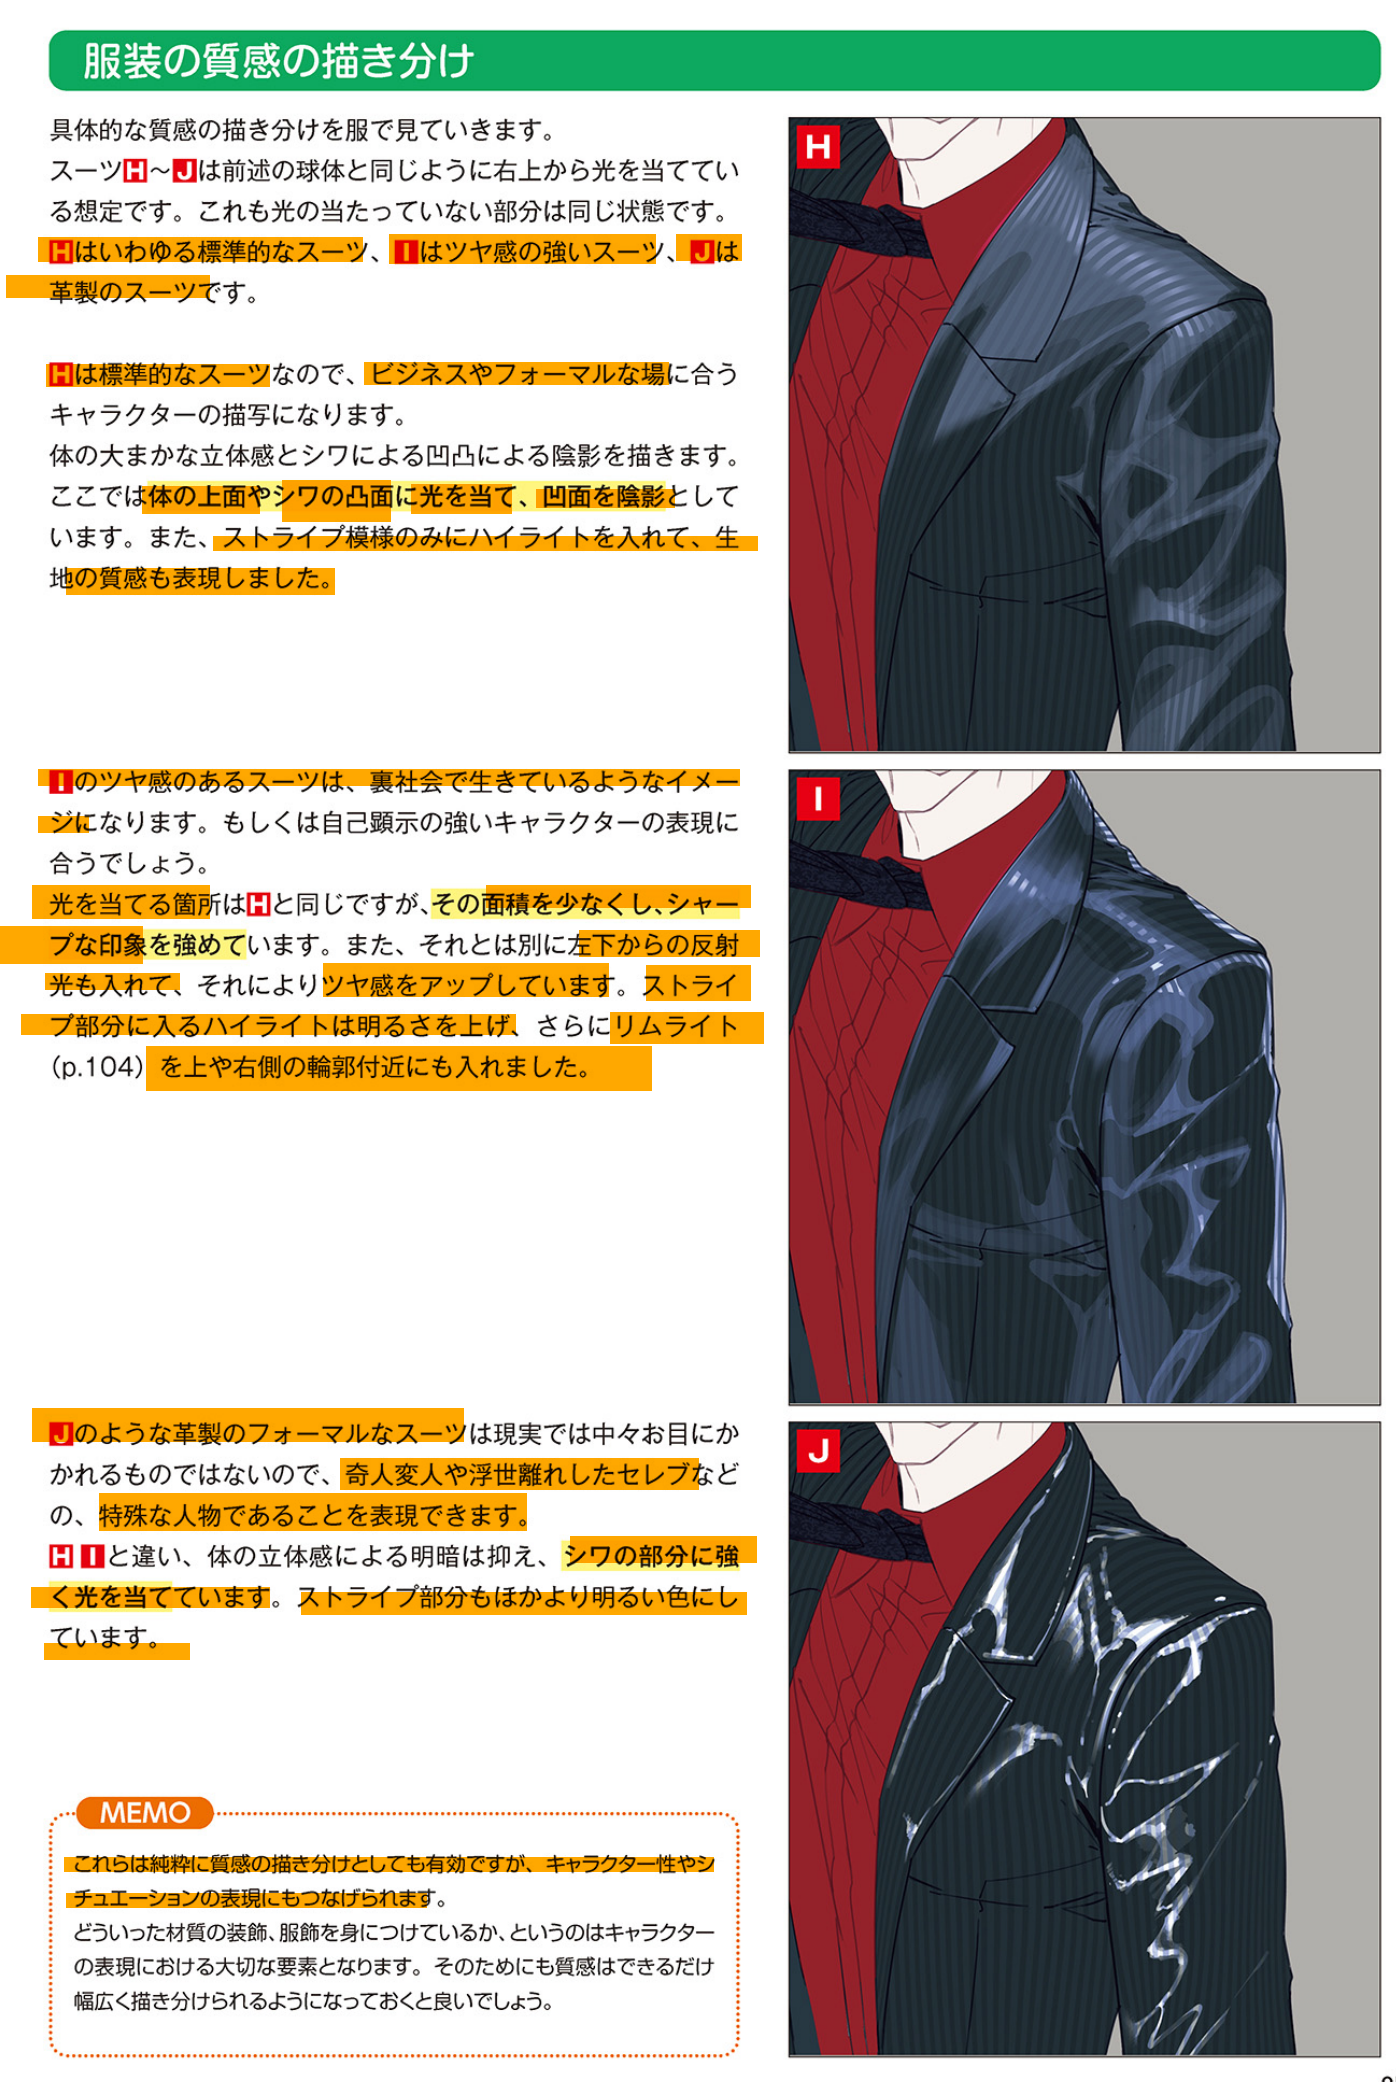 服装の質感の描き分け
具体的な質感の描き分けを服で見ていきます。
スーツH～Jは前述の球体と同じように右上から光を当ててい
る想定です。これも光の当たっていない部分は同じ状態です。
Hはいわゆる標準的なスーツ、Iはツヤ感の強いスーツ、Jは
革製のスーツです。
Hは標準的なスーツなので、ビジネスやフォーマルな場に合う
キャラクターの描写になります。
体の大まかな立体感とシワによる凹凸による陰影を描きます。
ここでは体の上面やシワの凸面に光を当て、凹面を陰影として
います。また、ストライプ模様のみにハイライトを入れて、生
地の質感も表現しました。
H
Iのツヤ感のあるスーツは、裏社会で生きているようなイメー
ジになります。もしくは自己顕示の強いキャラクターの表現に
合うでしょう。
光を当てる箇所はHと同じですが、その面積を少なくし、シャー
プな印象を強めています。また、それとは別に左下からの反射
光も入れて、それによりツヤ感をアップしています。ストライ
プ部分に入るハイライトは明るさを上げ、さらにリムライト
（p.104）を上や右側の輪郭付近にも入れました。
I
Jのような革製のフォーマルなスーツは現実では中々お目にか
かれるものではないので、奇人変人や浮世離れしたセレブなど
の、特殊な人物であることを表現できます。
H Iと違い、体の立体感による明暗は抑え、シワの部分に強
く光を当てています。ストライプ部分もほかより明るい色にし
ています。
J
MEMO
これらは純粋に質感の描き分けとしても有効ですが、キャラクター性やシ
チュエーションの表現にもつなげられます。
どういった材質の装飾、服飾を身につけているか、というのはキャラクター
の表現における大切な要素となります。そのためにも質感はできるだけ
幅広く描き分けられるようになっておくと良いでしょう。